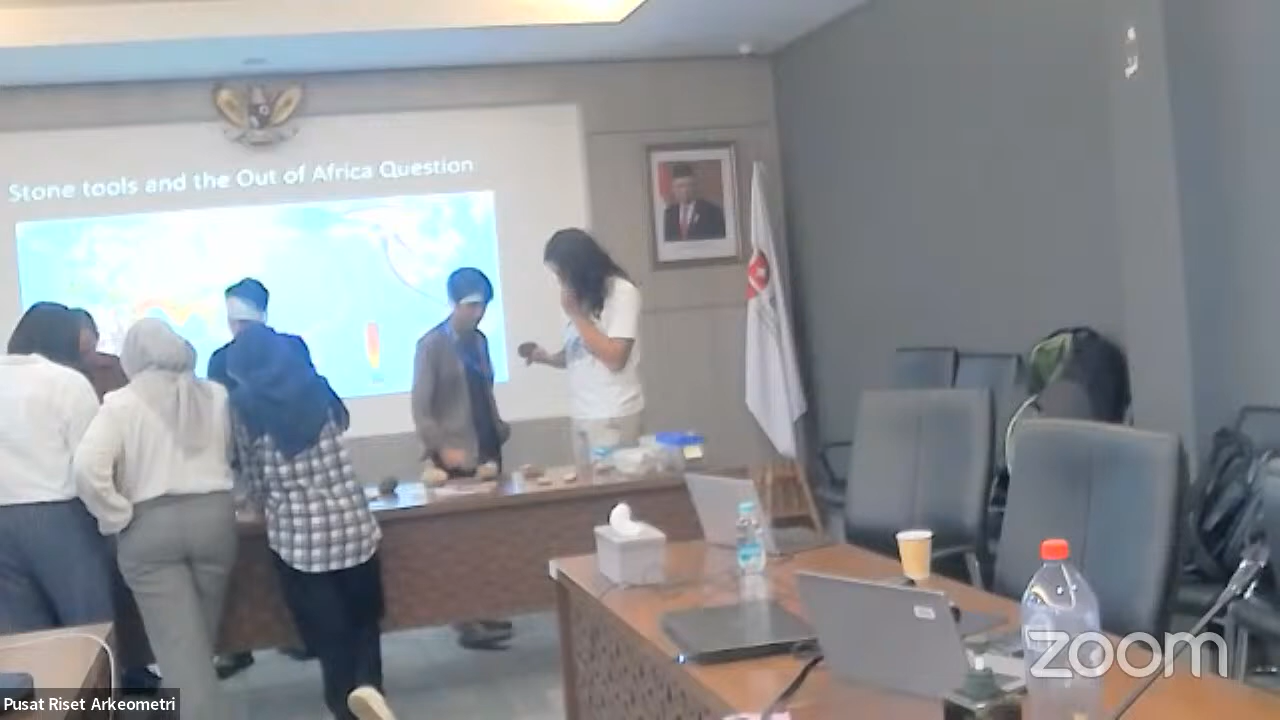 Stone tools and the Out of Africa Question
zoom
Pusat Riset Arkeometri